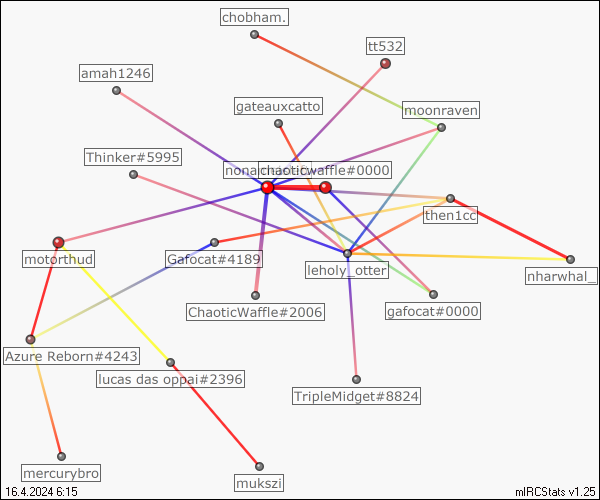 chobham.
tt532
amah1246
gateauxcatto
moonraven
Thinker#5995
chaoticwaffle#0000
then1cc
motorthud
Gafocat#4189
leholy_otter
nharwhal_
ChaoticWaffle#2006
gafocat#0000
Azure Reborn#4243
lucas das oppai#2396
TripleMidget#8824
mercurybro
mukszi
16.4.2024 6:15
mIRCStats v1.25